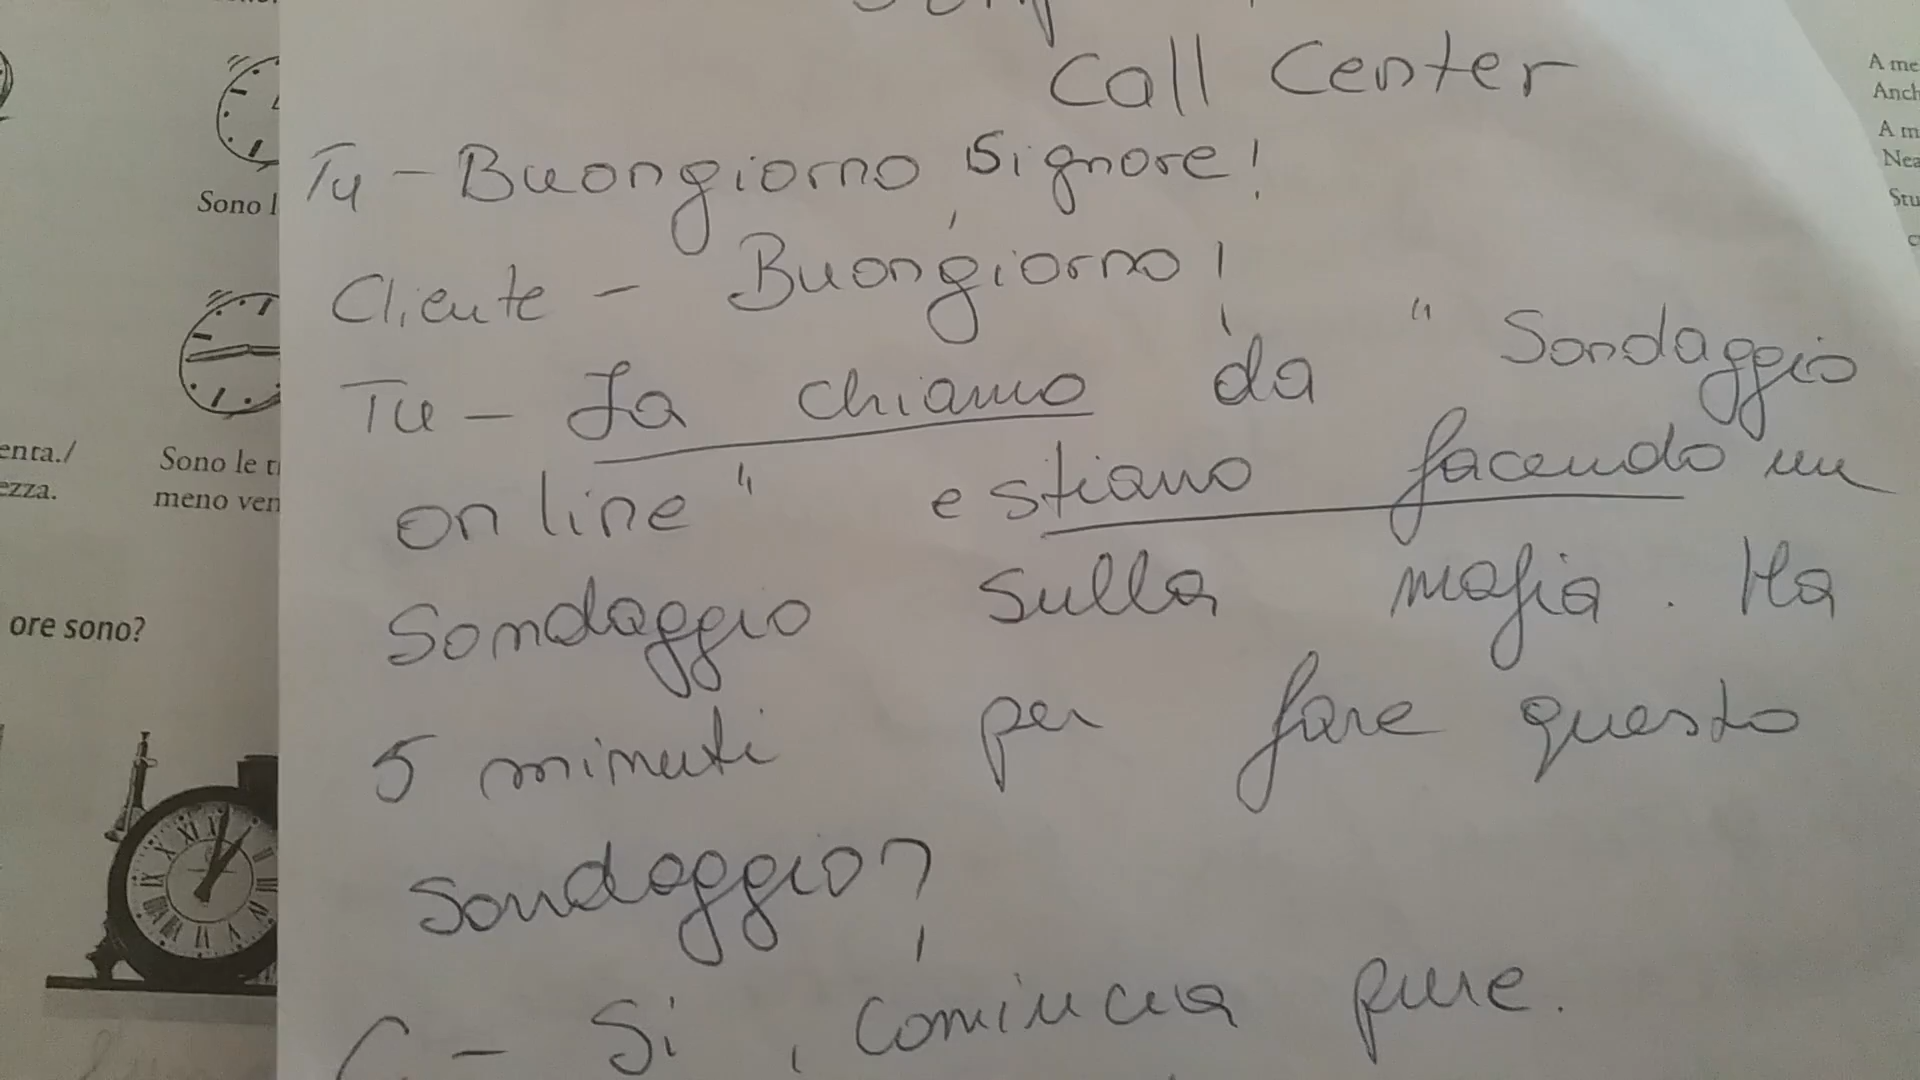 Call Center
Tu - Buongiorno, Signore!
Cliente - Buongiorno!
Tu - La chiamo da "Sondaggio
on line" e stiamo facendo un
Sondaggio sulla mafia. Ha
5 minuti per fare questo
sondaggio?
C. - Si, comincia pure.
Sono l
Sono le t
meno ven
enta./
ezza.
ore sono?
A me
Anch
A m
Nea
Stu